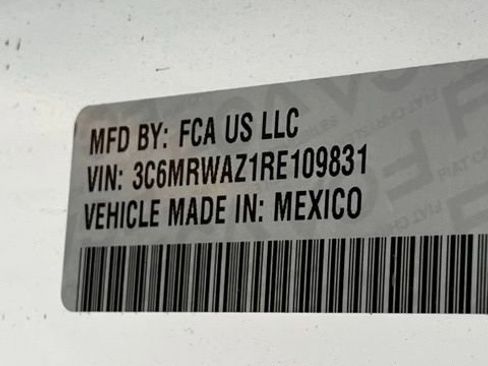 MFD BY: FCA US LLC
VIN: 3C6MRWAZ1RE109831
VEHICLE MADE IN: MEXICO